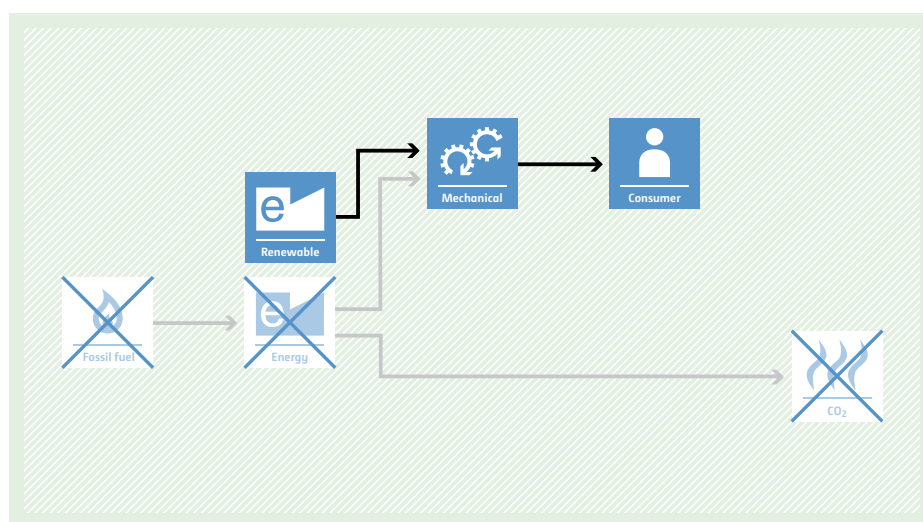 Mechanical
Consumer
e
Renewable
e
Fossil fuel
Energy
CO₂